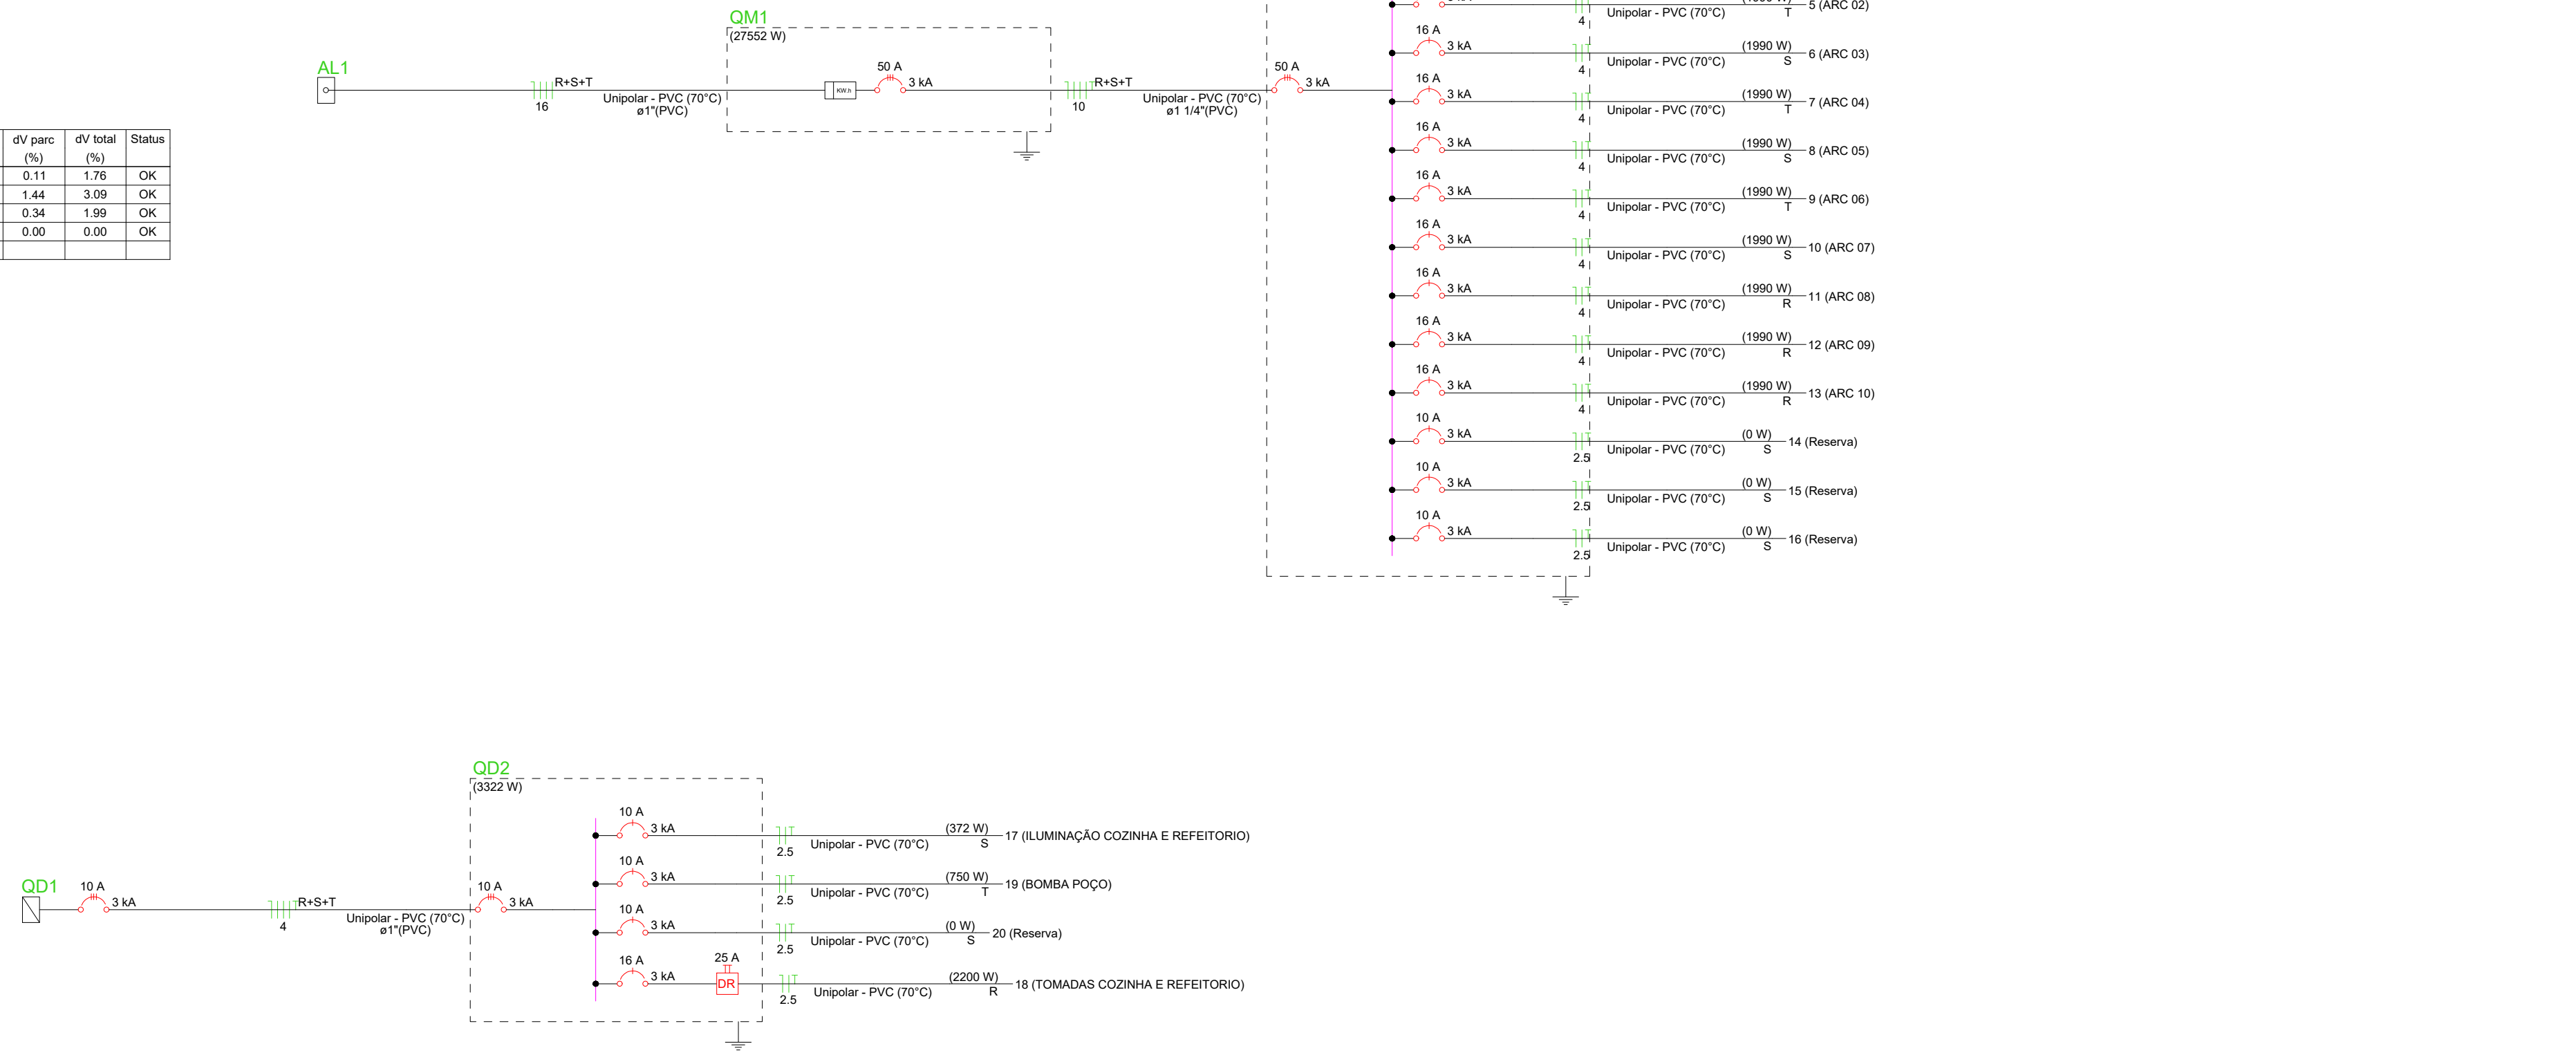 QM1
(27552 W)
AL1
R+S+T
16
Unipolar - PVC (70°C)
ø1"(PVC)
KW.h
50 A
3 kA
R+S+T
10
Unipolar - PVC (70°C)
ø1 1/4"(PVC)
50 A
3 kA
4
Unipolar - PVC (70°C)
T
5 (ARC 02)
16 A
3 kA
4
Unipolar - PVC (70°C)
(1990 W)
S
6 (ARC 03)
16 A
3 kA
4
Unipolar - PVC (70°C)
(1990 W)
T
7 (ARC 04)
16 A
3 kA
4
Unipolar - PVC (70°C)
(1990 W)
S
8 (ARC 05)
16 A
3 kA
4
Unipolar - PVC (70°C)
(1990 W)
T
9 (ARC 06)
16 A
3 kA
4
Unipolar - PVC (70°C)
(1990 W)
S
10 (ARC 07)
16 A
3 kA
4
Unipolar - PVC (70°C)
(1990 W)
R
11 (ARC 08)
16 A
3 kA
4
Unipolar - PVC (70°C)
(1990 W)
R
12 (ARC 09)
16 A
3 kA
4
Unipolar - PVC (70°C)
(1990 W)
R
13 (ARC 10)
10 A
3 kA
2.5
Unipolar - PVC (70°C)
(0 W)
S
14 (Reserva)
10 A
3 kA
2.5
Unipolar - PVC (70°C)
(0 W)
S
15 (Reserva)
10 A
3 kA
2.5
Unipolar - PVC (70°C)
(0 W)
S
16 (Reserva)
dV parc dV total Status
(%) (%)
0.11 1.76 OK
1.44 3.09 OK
0.34 1.99 OK
0.00 0.00 OK
QD1
10 A
3 kA
R+S+T
4
Unipolar - PVC (70°C)
ø1"(PVC)
QD2
(3322 W)
10 A
3 kA
10 A
3 kA
2.5
Unipolar - PVC (70°C)
(372 W)
S
17 (ILUMINAÇÃO COZINHA E REFEITORIO)
10 A
3 kA
2.5
Unipolar - PVC (70°C)
(750 W)
T
19 (BOMBA POÇO)
10 A
3 kA
2.5
Unipolar - PVC (70°C)
(0 W)
S
20 (Reserva)
16 A
3 kA
25 A
DR
2.5
Unipolar - PVC (70°C)
(2200 W)
R
18 (TOMADAS COZINHA E REFEITORIO)